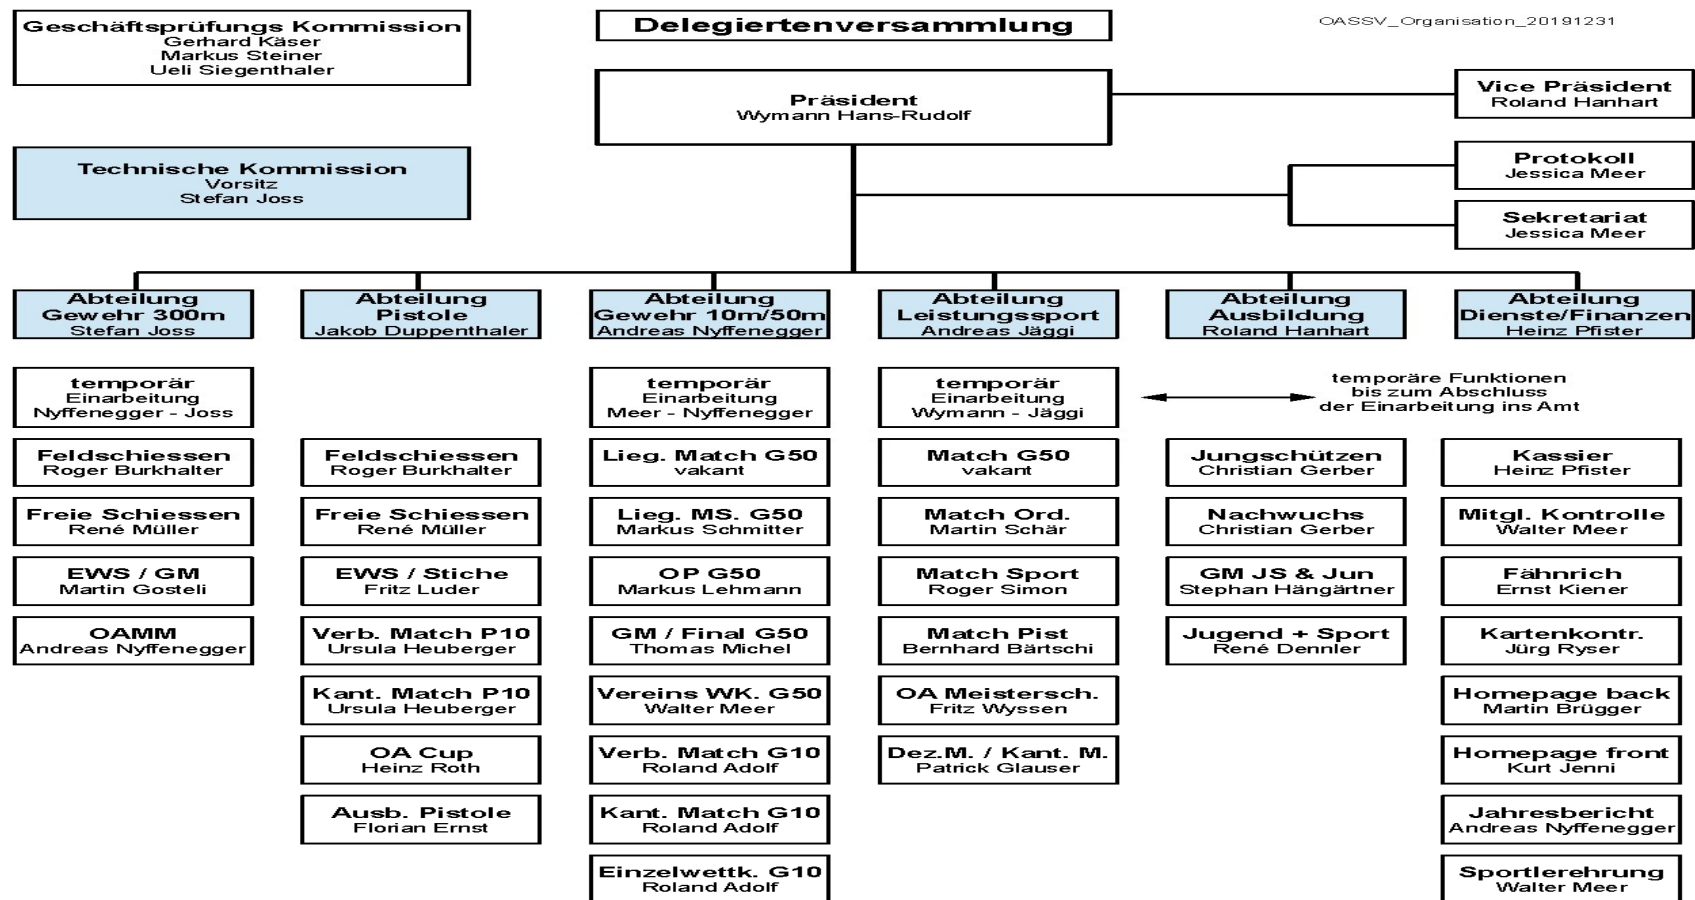 Geschäftsprüfungs Kommission
Gerhard Käser
Markus Steiner
Ueli Siegenthaler
Delegiertenversammlung
OASSV_Organisation_20191231
Präsident
Wymann Hans-Rudolf
Vice Präsident
Roland Hanhart
Technische Kommission
Vorsitz
Stefan Joss
Protokoll
Jessica Meer
Sekretariat
Jessica Meer
Abteilung
Gewehr 300m
Stefan Joss
Abteilung
Pistole
Jakob Duppenthaler
Abteilung
Gewehr 10m/50m
Andreas Nyffenegger
Abteilung
Leistungssport
Andreas Jäggi
Abteilung
Ausbildung
Roland Hanhart
Abteilung
Dienste/Finanzen
Heinz Pfister
temporär
Einarbeitung
Nyffenegger - Joss
temporär
Einarbeitung
Meer - Nyffenegger
temporär
Einarbeitung
Wymann - Jäggi
temporäre Funktionen
bis zum Abschluss
der Einarbeitung ins Amt
Feldschiessen
Roger Burkhalter
Freie Schiessen
René Müller
EWS / GM
Martin Gosteli
OAMM
Andreas Nyffenegger
Feldschiessen
Roger Burkhalter
Freie Schiessen
René Müller
EWS / Stiche
Fritz Luder
Verb. Match P10
Ursula Heuberger
Kant. Match P10
Ursula Heuberger
OA Cup
Heinz Roth
Ausb. Pistole
Florian Ernst
Lieg. Match G50
vakant
Lieg. MS. G50
Markus Schmitter
OP G50
Markus Lehmann
GM / Final G50
Thomas Michel
Vereins WK. G50
Walter Meer
Verb. Match G10
Roland Adolf
Kant. Match G10
Roland Adolf
Einzelwettk. G10
Roland Adolf
Match G50
vakant
Match Ord.
Martin Schär
Match Sport
Roger Simon
Match Pist
Bernhard Bärtschi
OA Meistersch.
Fritz Wyssen
Dez.M. / Kant. M.
Patrick Glauser
Jungschützen
Christian Gerber
Nachwuchs
Christian Gerber
GM JS & Jun
Stephan Hängärtner
Jugend + Sport
René Dennler
Kassier
Heinz Pfister
Mitgl. Kontrolle
Walter Meer
Fähnrich
Ernst Kiener
Kartenkontr.
Jürg Ryser
Homepage back
Martin Brügger
Homepage front
Kurt Jenni
Jahresbericht
Andreas Nyffenegger
Sportlerehrung
Walter Meer